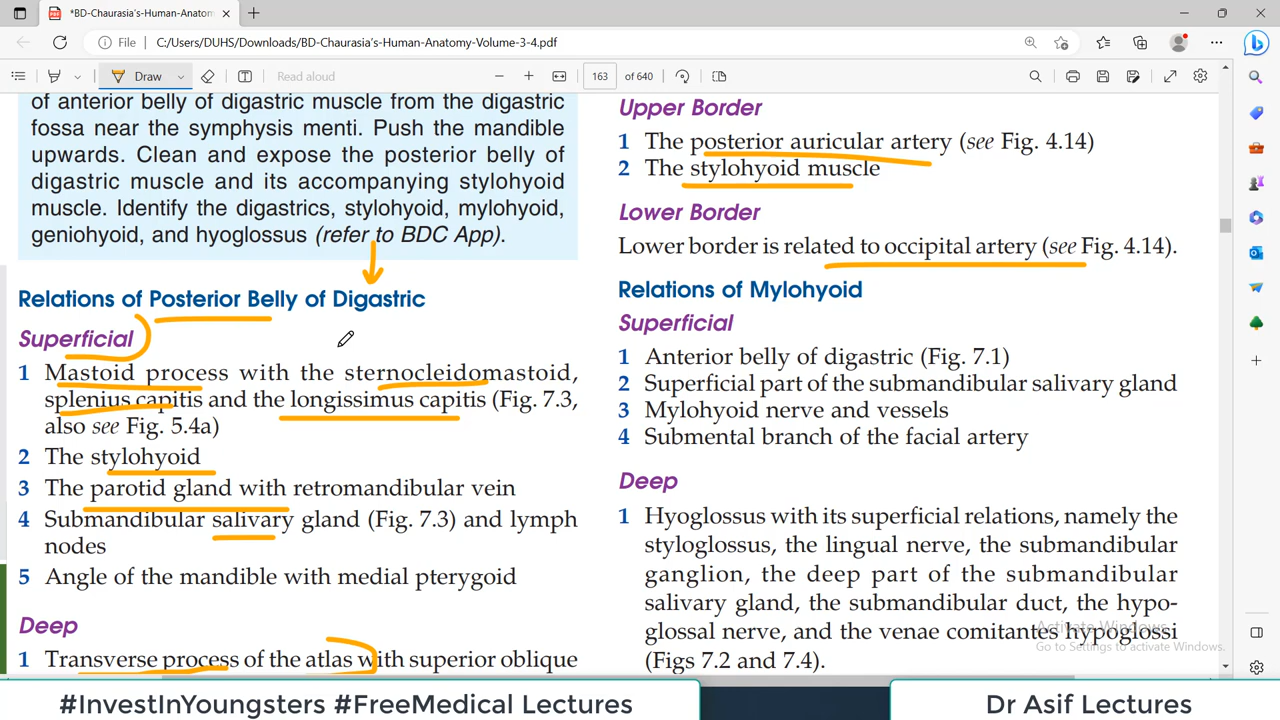 *BD-Chaurasia's-Human-Anatom
File
C:/Users/DUHS/Downloads/BD-Chaurasia's-Human-Anatomy-Volume-3-4.pdf
Draw
Read aloud
163 of 640
of anterior belly of digastric muscle from the digastric
fossa near the symphysis menti. Push the mandible
upwards. Clean and expose the posterior belly of
digastric muscle and its accompanying stylohyoid
muscle. Identify the digastrics, stylohyoid, mylohyoid,
geniohyoid, and hyoglossus (refer to BDC App).
Relations of Posterior Belly of Digastric
Superficial
1 Mastoid process with the sternocleidomastoid,
splenius capitis and the longissimus capitis (Fig. 7.3,
also see Fig. 5.4a)
2 The stylohyoid
3 The parotid gland with retromandibular vein
4 Submandibular salivary gland (Fig. 7.3) and lymph
nodes
5 Angle of the mandible with medial pterygoid
Deep
1 Transverse process of the atlas with superior oblique
Upper Border
1 The posterior auricular artery (see Fig. 4.14)
2 The stylohyoid muscle
Lower Border
Lower border is related to occipital artery (see Fig. 4.14).
Relations of Mylohyoid
Superficial
1 Anterior belly of digastric (Fig. 7.1)
2 Superficial part of the submandibular salivary gland
3 Mylohyoid nerve and vessels
4 Submental branch of the facial artery
Deep
1 Hyoglossus with its superficial relations, namely the
styloglossus, the lingual nerve, the submandibular
ganglion, the deep part of the submandibular
salivary gland, the submandibular duct, the hypo-
glossal nerve, and the venae comitantes hypoglossi
(Figs 7.2 and 7.4).
Activate Windows
Go to Settings to activate Windows.
#InvestInYoungsters #FreeMedical Lectures
Dr Asif Lectures